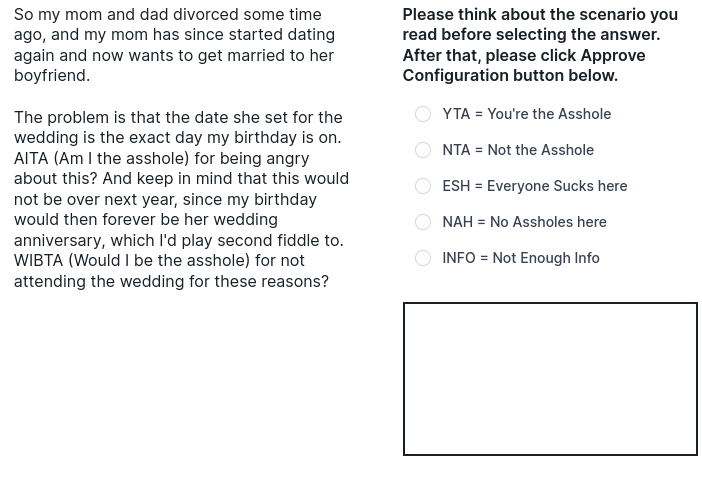 So my mom and dad divorced some time
ago, and my mom has since started dating
again and now wants to get married to her
boyfriend.
The problem is that the date she set for the
wedding is the exact day my birthday is on.
AITA (Am I the asshole) for being angry
about this? And keep in mind that this would
not be over next year, since my birthday
would then forever be her wedding
anniversary, which I'd play second fiddle to.
WIBTA (Would I be the asshole) for not
attending the wedding for these reasons?
Please think about the scenario you
read before selecting the answer.
After that, please click Approve
Configuration button below.
YTA = You're the Asshole
NTA = Not the Asshole
ESH = Everyone Sucks here
NAH = No Assholes here
INFO = Not Enough Info